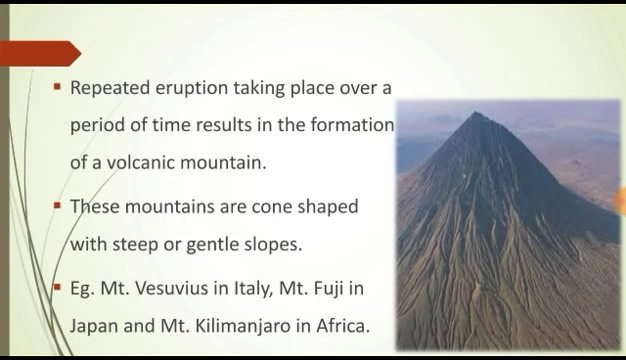 Repeated eruption taking place over a
period of time results in the formation
of a volcanic mountain.
These mountains are cone shaped
with steep or gentle slopes.
Eg. Mt. Vesuvius in Italy, Mt. Fuji in
Japan and Mt. Kilimanjaro in Africa.